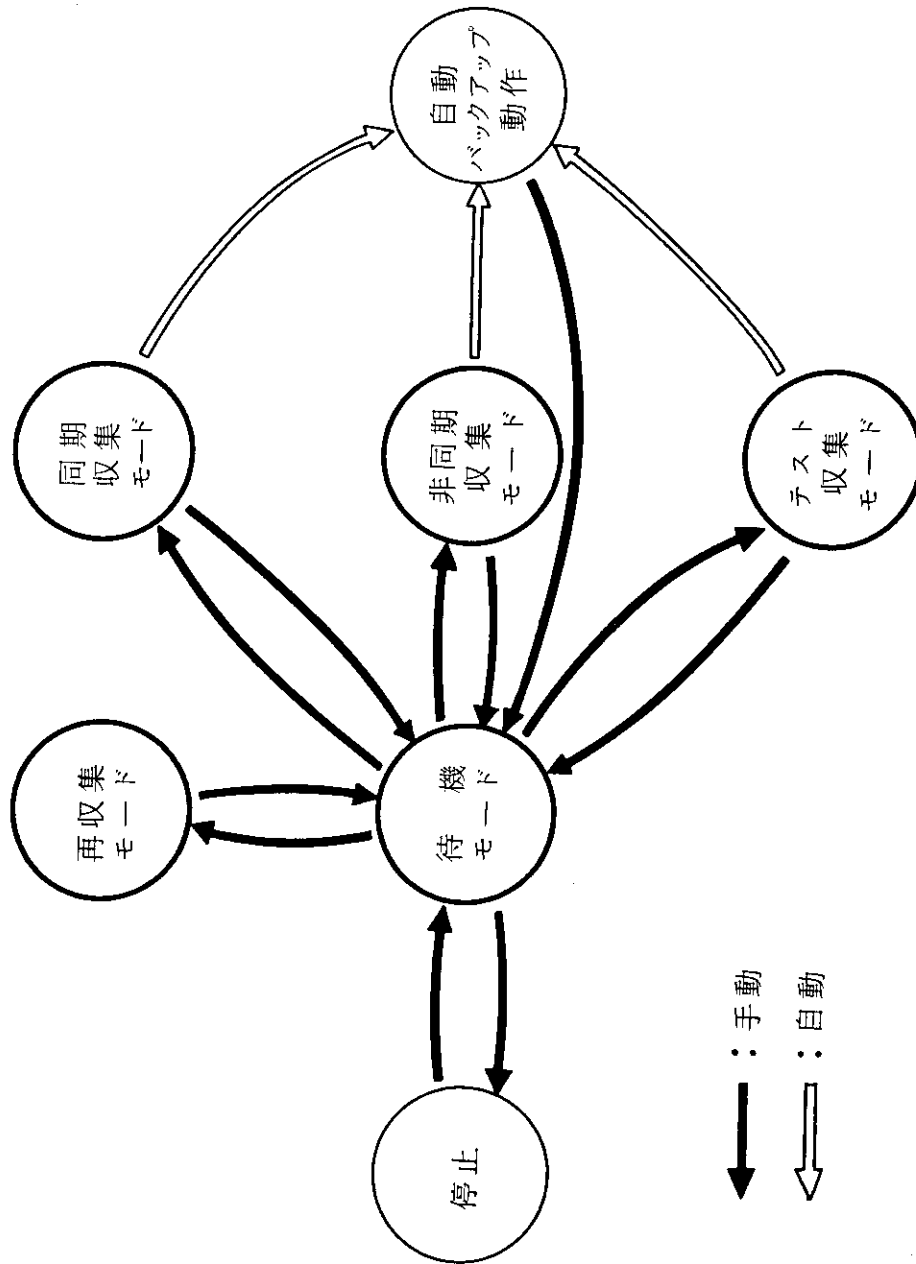 停止
待機
モード
再収集
モード
同期
収集
モード
非同期
収集
モード
テスト
収集
モード
自動
バックアップ
動作
：手動
：自動